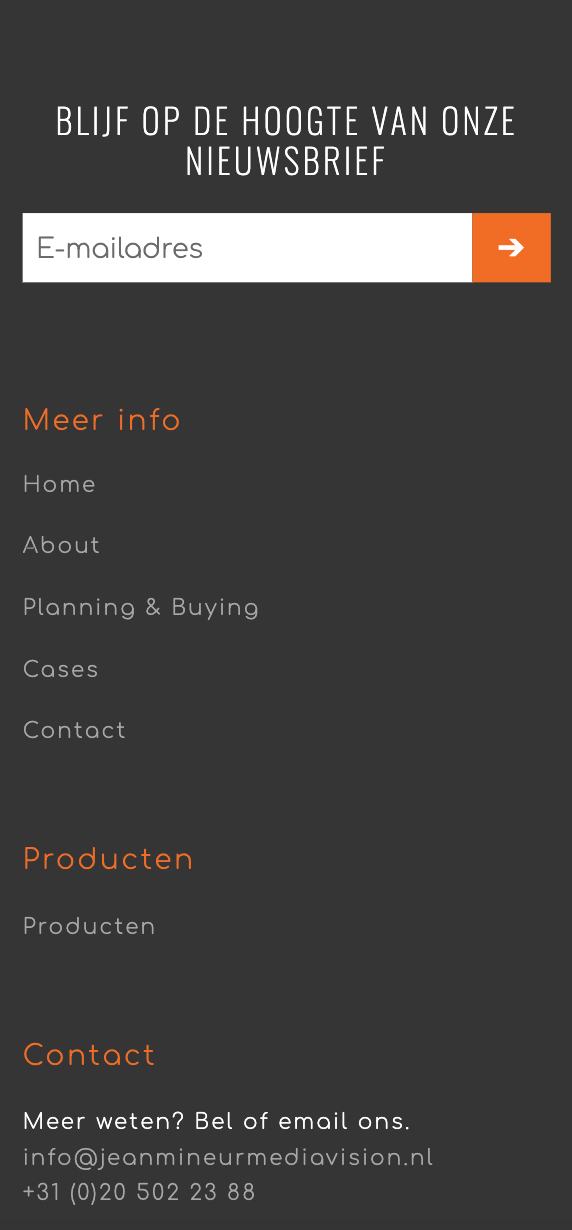 BLIJF OP DE HOOGTE VAN ONZE
NIEUWSBRIEF
E-mailadres
➔
Meer info
Home
About
Planning & Buying
Cases
Contact
Producten
Producten
Contact
Meer weten? Bel of email ons.
info@jeanmineurmediavision.nl
+31 (0)20 502 23 88